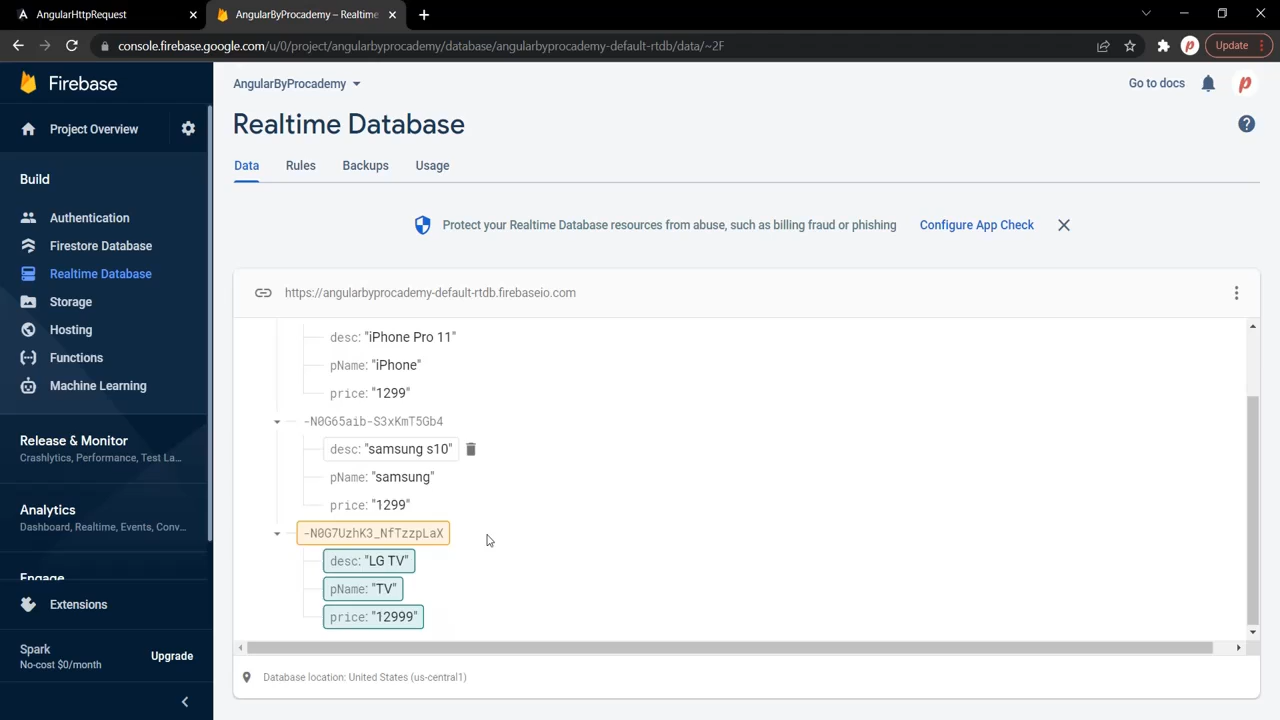 AngularHttpRequest
AngularByProcademy – Realtime
console.firebase.google.com/u/0/project/angularbyprocademy/database/angularbyprocademy-default-rtdb/data/~2F
Update
Firebase
Project Overview
Build
Authentication
Firestore Database
Realtime Database
Storage
Hosting
Functions
Machine Learning
Release & Monitor
Crashlytics, Performance, Test La...
Analytics
Dashboard, Realtime, Events, Conv...
Engage
Extensions
Spark
No-cost $0/month
Upgrade
AngularByProcademy
Go to docs
Realtime Database
Data
Rules
Backups
Usage
Protect your Realtime Database resources from abuse, such as billing fraud or phishing
Configure App Check
https://angularbyprocademy-default-rtdb.firebaseio.com
desc: "iPhone Pro 11"
pName: "iPhone"
price: "1299"
-N0G65aib-S3xKmT5Gb4
desc: "samsung s10"
pName: "samsung"
price: "1299"
-N0G7UzhK3_NfTzzpLaX
desc: "LG TV"
pName: "TV"
price: "12999"
Database location: United States (us-central1)